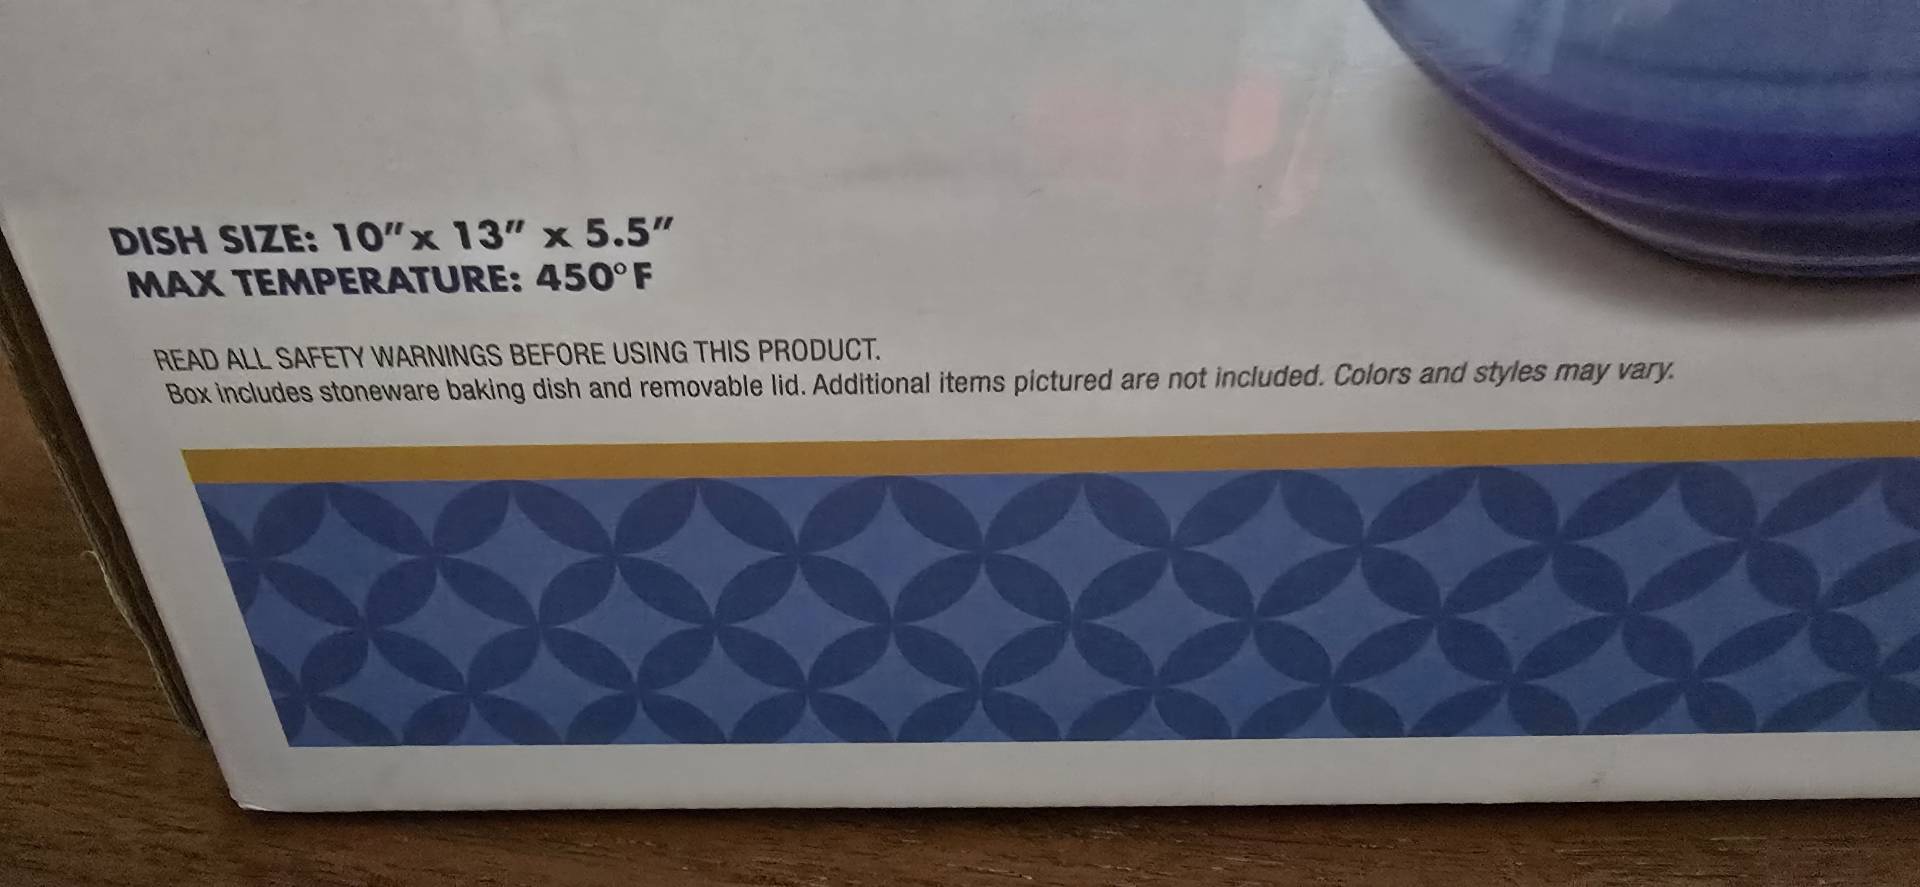 DISH SIZE: 10" x 13" x 5.5"
MAX TEMPERATURE: 450°F
READ ALL SAFETY WARNINGS BEFORE USING THIS PRODUCT.
Box includes stoneware baking dish and removable lid. Additional items pictured are not included. Colors and styles may vary.